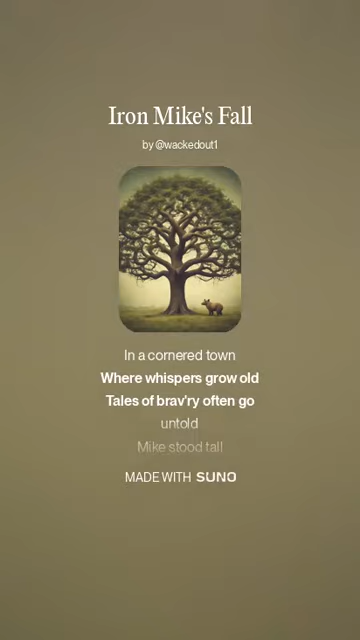 Iron Mike's Fall
by @wackedout1
In a cornered town
Where whispers grow old
Tales of brav'ry often go
untold
Mike stood tall
MADE WITH SUNO